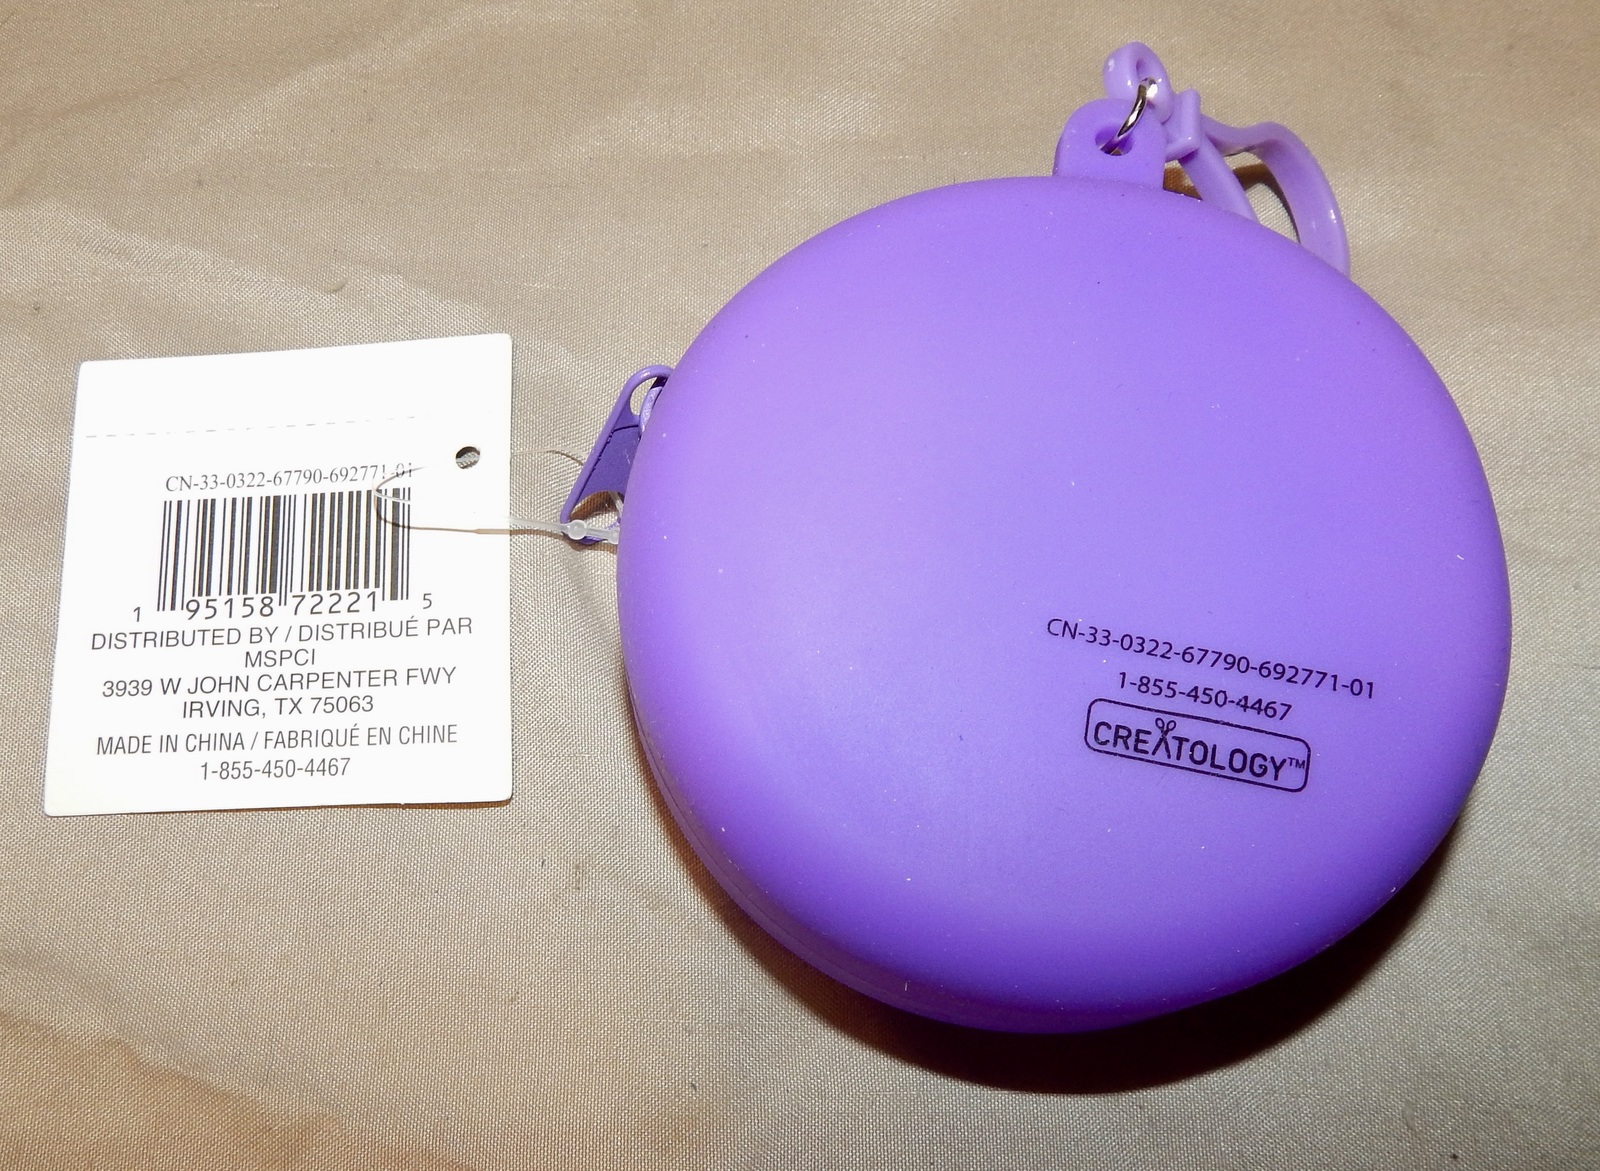 CN-33-0322-67790-692771-01
1 95158 72221 5
DISTRIBUTED BY / DISTRIBUÉ PAR
MSPCI
3939 W JOHN CARPENTER FWY
IRVING, TX 75063
MADE IN CHINA / FABRIQUÉ EN CHINE
1-855-450-4467
CN-33-0322-67790-692771-01
1-855-450-4467
CREATOLOGY™